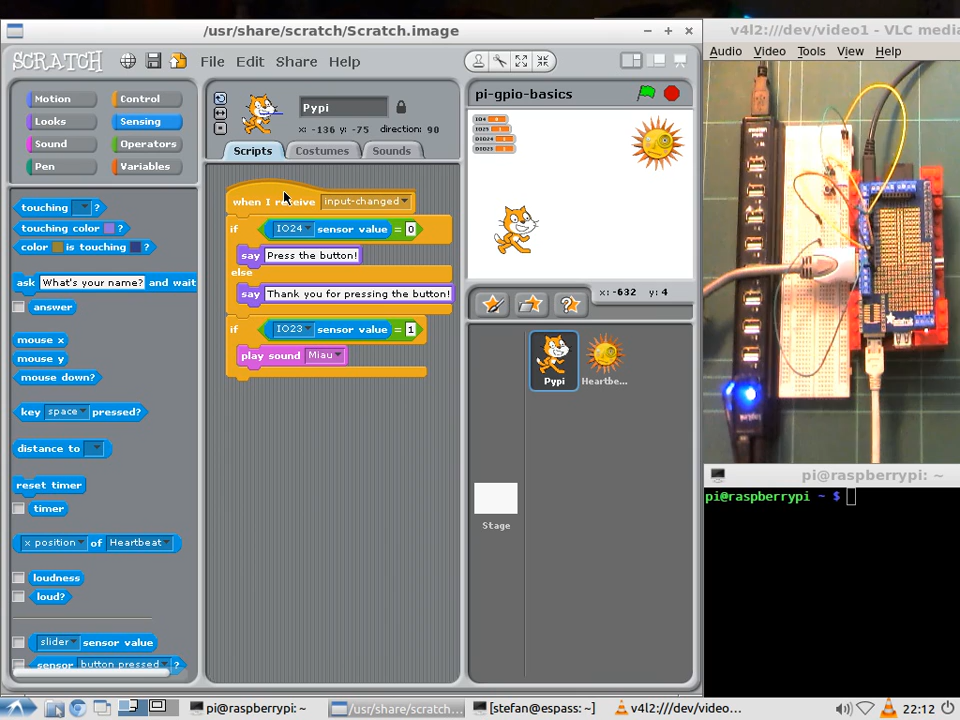 /usr/share/scratch/Scratch.image
v4l2:///dev/video1 - VLC media
SCRATCH File Edit Share Help
Audio Video Tools View Help
Motion Control
Looks Sensing
Sound Operators
Pen Variables
Pypi
x: -136 y: -75 direction: 90
Scripts Costumes Sounds
pi-gpio-basics
IO4
IO25
DIO24
DIO23
when I receive input-changed
if IO24 sensor value = 0
say Press the button!
else
say Thank you for pressing the button!
if IO23 sensor value = 1
play sound Miau
touching ?
touching color ?
color is touching ?
ask What's your name? and wait
answer
mouse x
mouse y
mouse down?
key space pressed?
distance to
reset timer
timer
x position of Heartbeat
loudness
loud?
slider sensor value
sensor button pressed ?
x: -632 y: 4
Pypi Heartbe...
Stage
pi@raspberrypi: ~
pi@raspberrypi ~ $
pi@raspberrypi: ~
/usr/share/scratch...
[stefan@espass: ~]
v4l2:///dev/video...
22:12